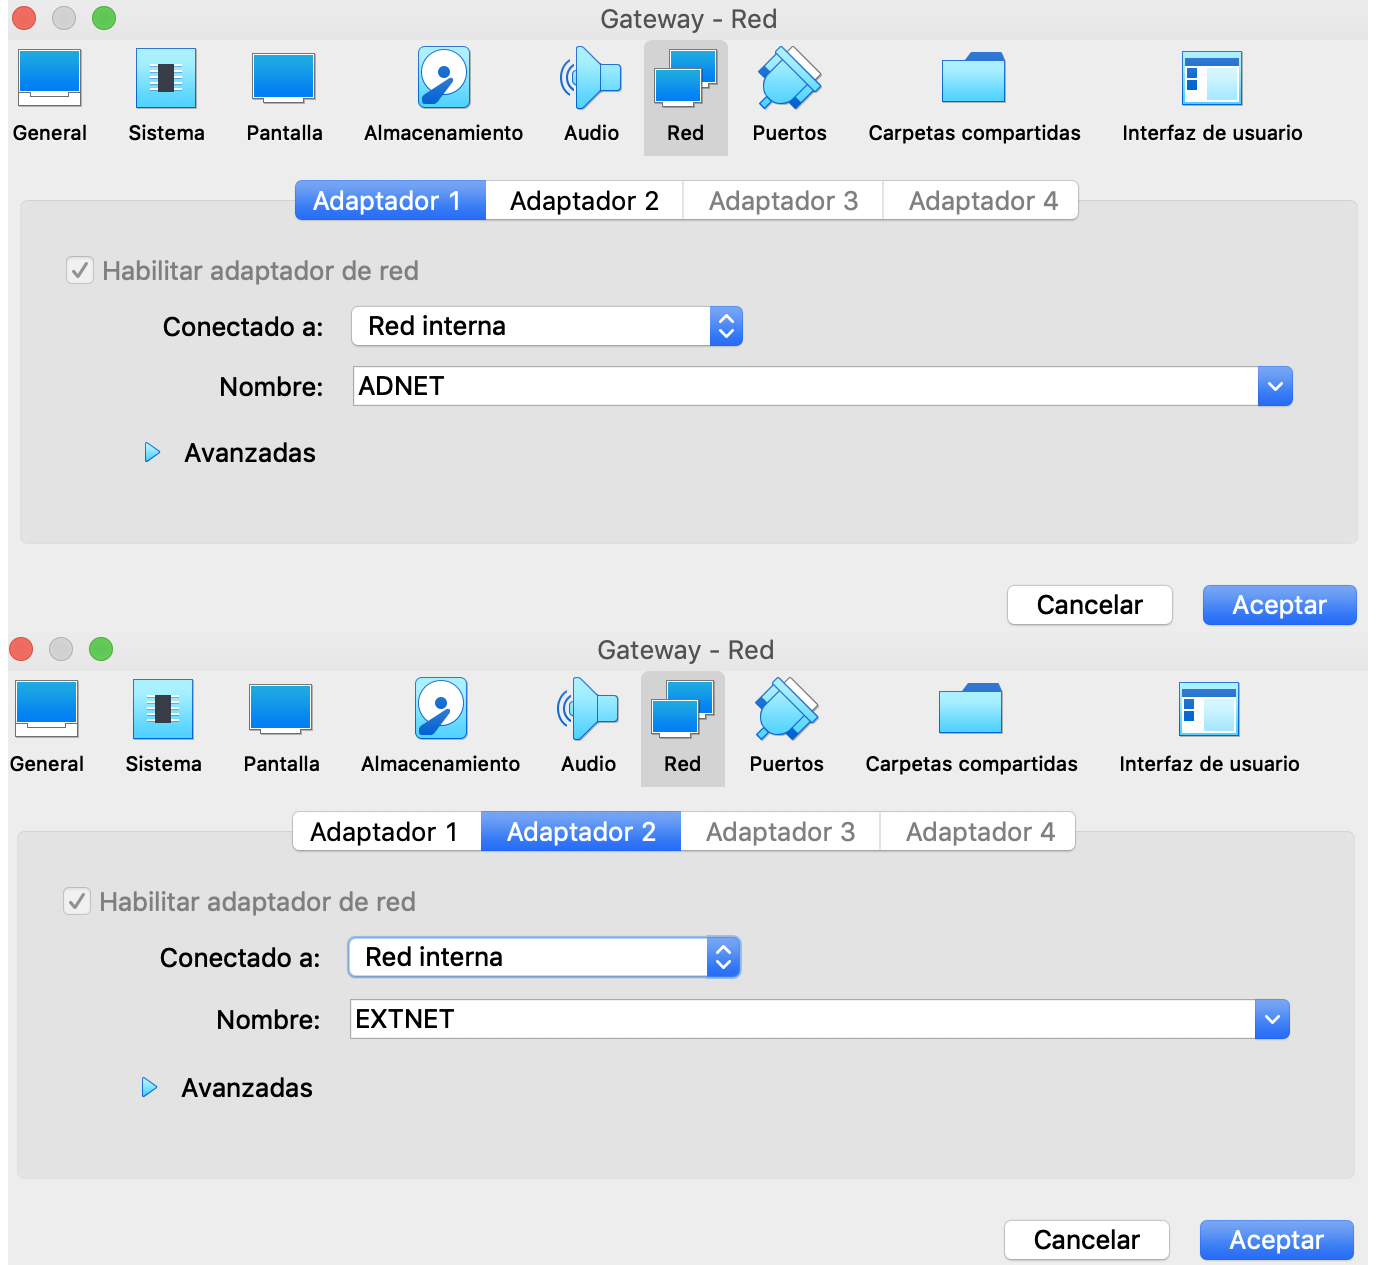 Gateway - Red
General Sistema Pantalla Almacenamiento Audio Red Puertos Carpetas compartidas Interfaz de usuario
Adaptador 1 Adaptador 2 Adaptador 3 Adaptador 4
Habilitar adaptador de red
Conectado a: Red interna
Nombre: ADNET
Avanzadas
Cancelar Aceptar
Gateway - Red
General Sistema Pantalla Almacenamiento Audio Red Puertos Carpetas compartidas Interfaz de usuario
Adaptador 1 Adaptador 2 Adaptador 3 Adaptador 4
Habilitar adaptador de red
Conectado a: Red interna
Nombre: EXTNET
Avanzadas
Cancelar Aceptar